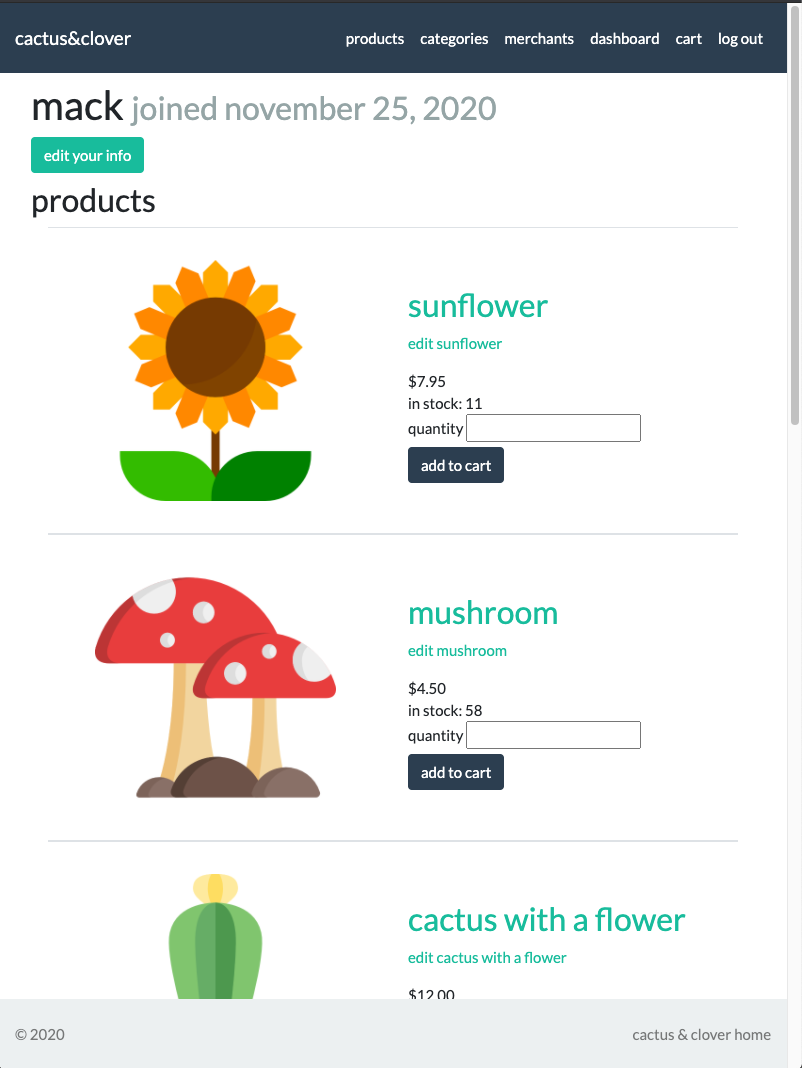 cactus&clover products categories merchants dashboard cart log out
mack joined november 25, 2020
edit your info
products
sunflower
edit sunflower
$7.95
in stock: 11
quantity
add to cart
mushroom
edit mushroom
$4.50
in stock: 58
quantity
add to cart
cactus with a flower
edit cactus with a flower
$12.00
© 2020 cactus & clover home